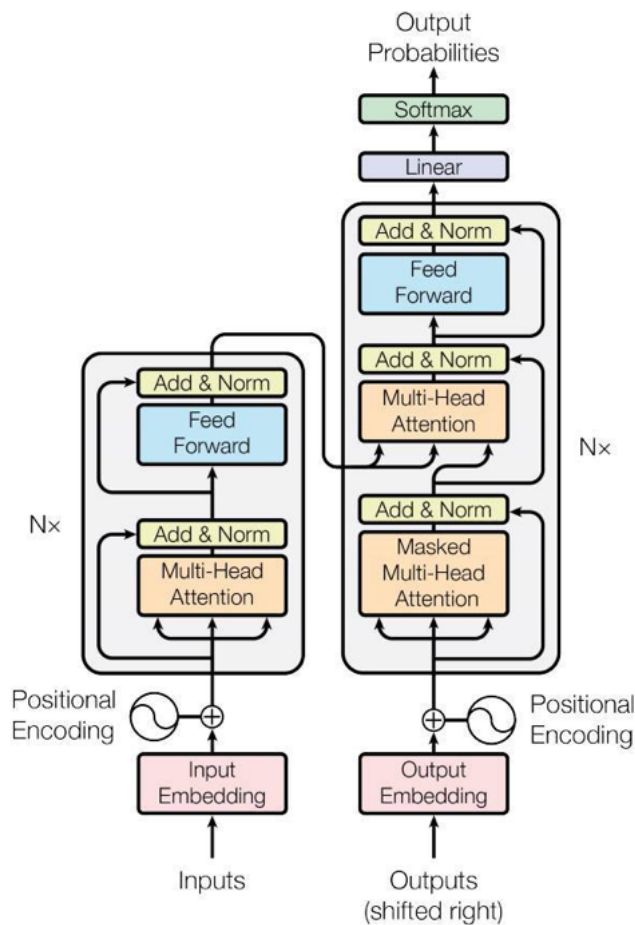 Output
Probabilities
Softmax
Linear
Add & Norm
Feed
Forward
Add & Norm
Multi-Head
Attention
Add & Norm
Masked
Multi-Head
Attention
N×
Add & Norm
Feed
Forward
Add & Norm
Multi-Head
Attention
N×
Positional
Encoding
Positional
Encoding
Input
Embedding
Output
Embedding
Inputs
Outputs
(shifted right)